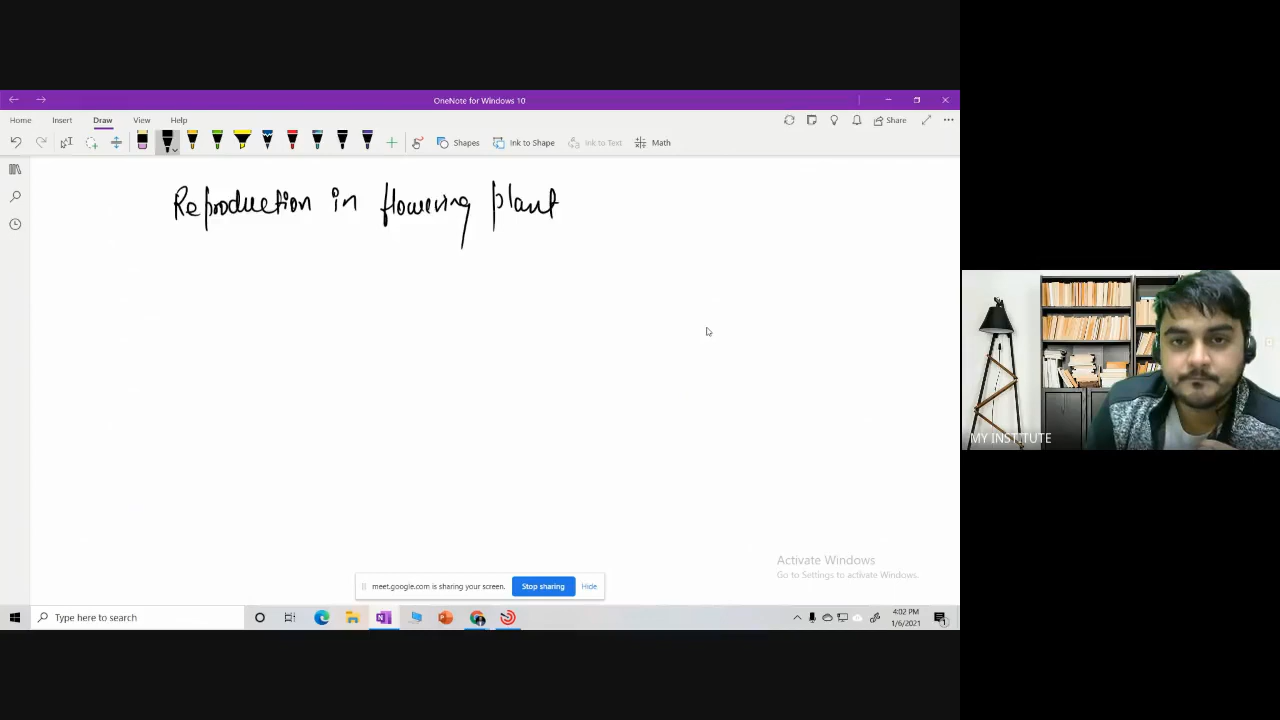 OneNote for Windows 10
Home Insert Draw View Help Share
Shapes Ink to Shape Ink to Text Math
Reproduction in flowering plant
MY INSTITUTE
Activate Windows
Go to Settings to activate Windows.
meet.google.com is sharing your screen. Stop sharing Hide
Type here to search
4:02 PM
1/6/2021